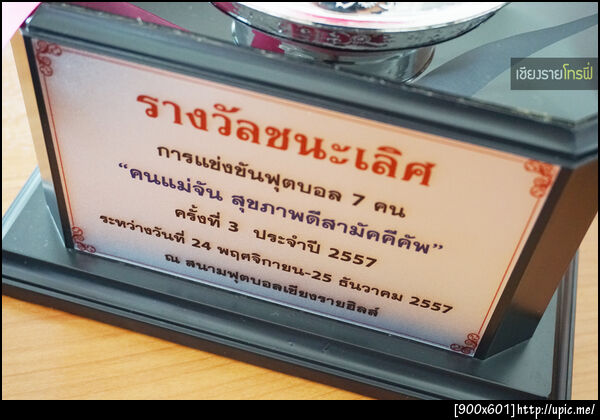 เชียงรายโทรฟี่
รางวัลชนะเลิศ
การแข่งขันฟุตบอล 7 คน
“คนแม่จัน สุขภาพดีสามัคคีคัพ”
ครั้งที่ 3 ประจำปี 2557
ระหว่างวันที่ 24 พฤศจิกายน-25 ธันวาคม 2557
ณ สนามฟุตบอลเชียงรายฮิลล์
[900x601]http://upic.me/